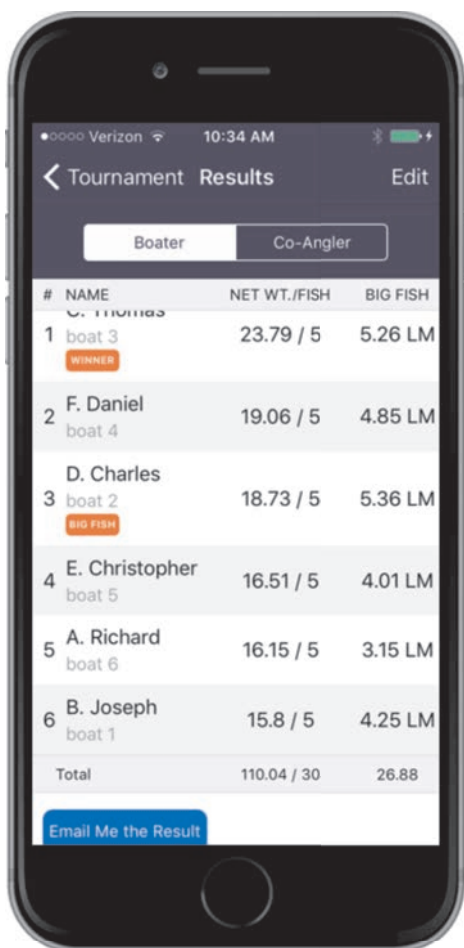 Verizon 10:34 AM
Tournament Results Edit
Boater Co-Angler
# NAME NET WT./FISH BIG FISH
1 C. Thomas 23.79 / 5 5.26 LM
boat 3
WINNER
2 F. Daniel 19.06 / 5 4.85 LM
boat 4
3 D. Charles 18.73 / 5 5.36 LM
boat 2
BIG FISH
4 E. Christopher 16.51 / 5 4.01 LM
boat 5
5 A. Richard 16.15 / 5 3.15 LM
boat 6
6 B. Joseph 15.8 / 5 4.25 LM
boat 1
Total 110.04 / 30 26.88
Email Me the Result